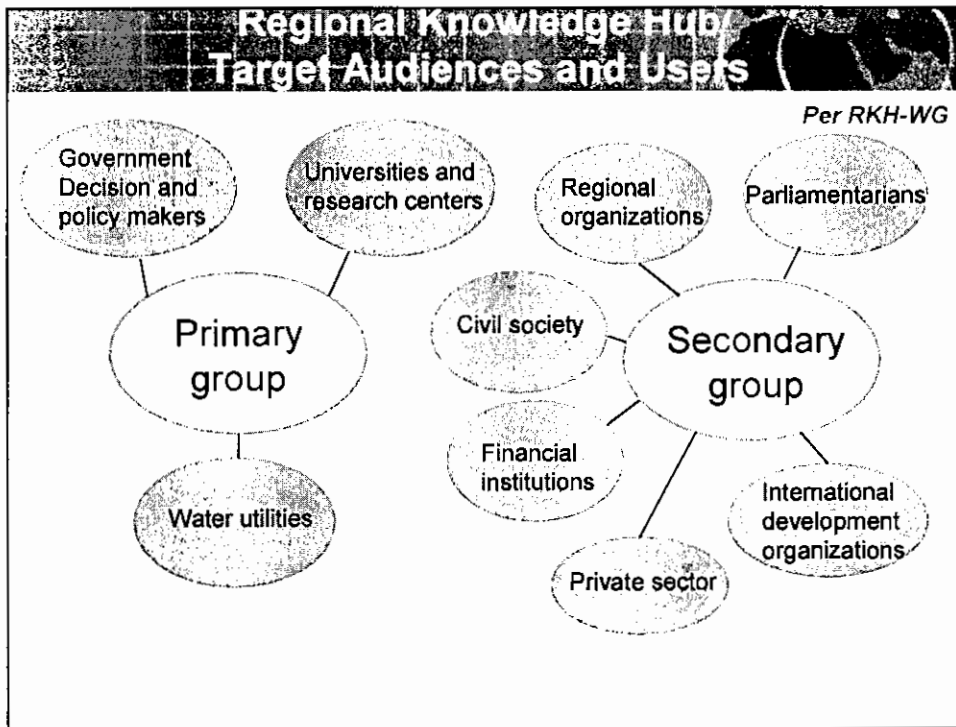 Regional Knowledge Hub/
Target Audiences and Users
Per RKH-WG
Government
Decision and
policy makers
Universities and
research centers
Primary
group
Water utilities
Regional
organizations
Parliamentarians
Civil society
Secondary
group
Financial
institutions
International
development
organizations
Private sector